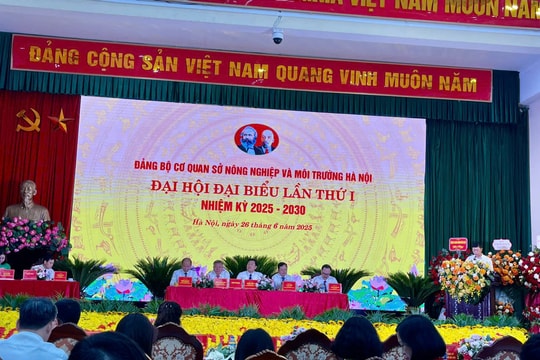 NGHĨA VIỆT NAM MUÔN NĂM
ĐẢNG CỘNG SẢN VIỆT NAM QUANG VINH MUÔN NĂM
ĐẢNG BỘ CƠ QUAN SỞ NÔNG NGHIỆP VÀ MÔI TRƯỜNG HÀ NỘI
ĐẠI HỘI ĐẠI BIỂU LẦN THỨ I
NHIỆM KỲ 2025 - 2030
Hà Nội, ngày 26 tháng 6 năm 2025